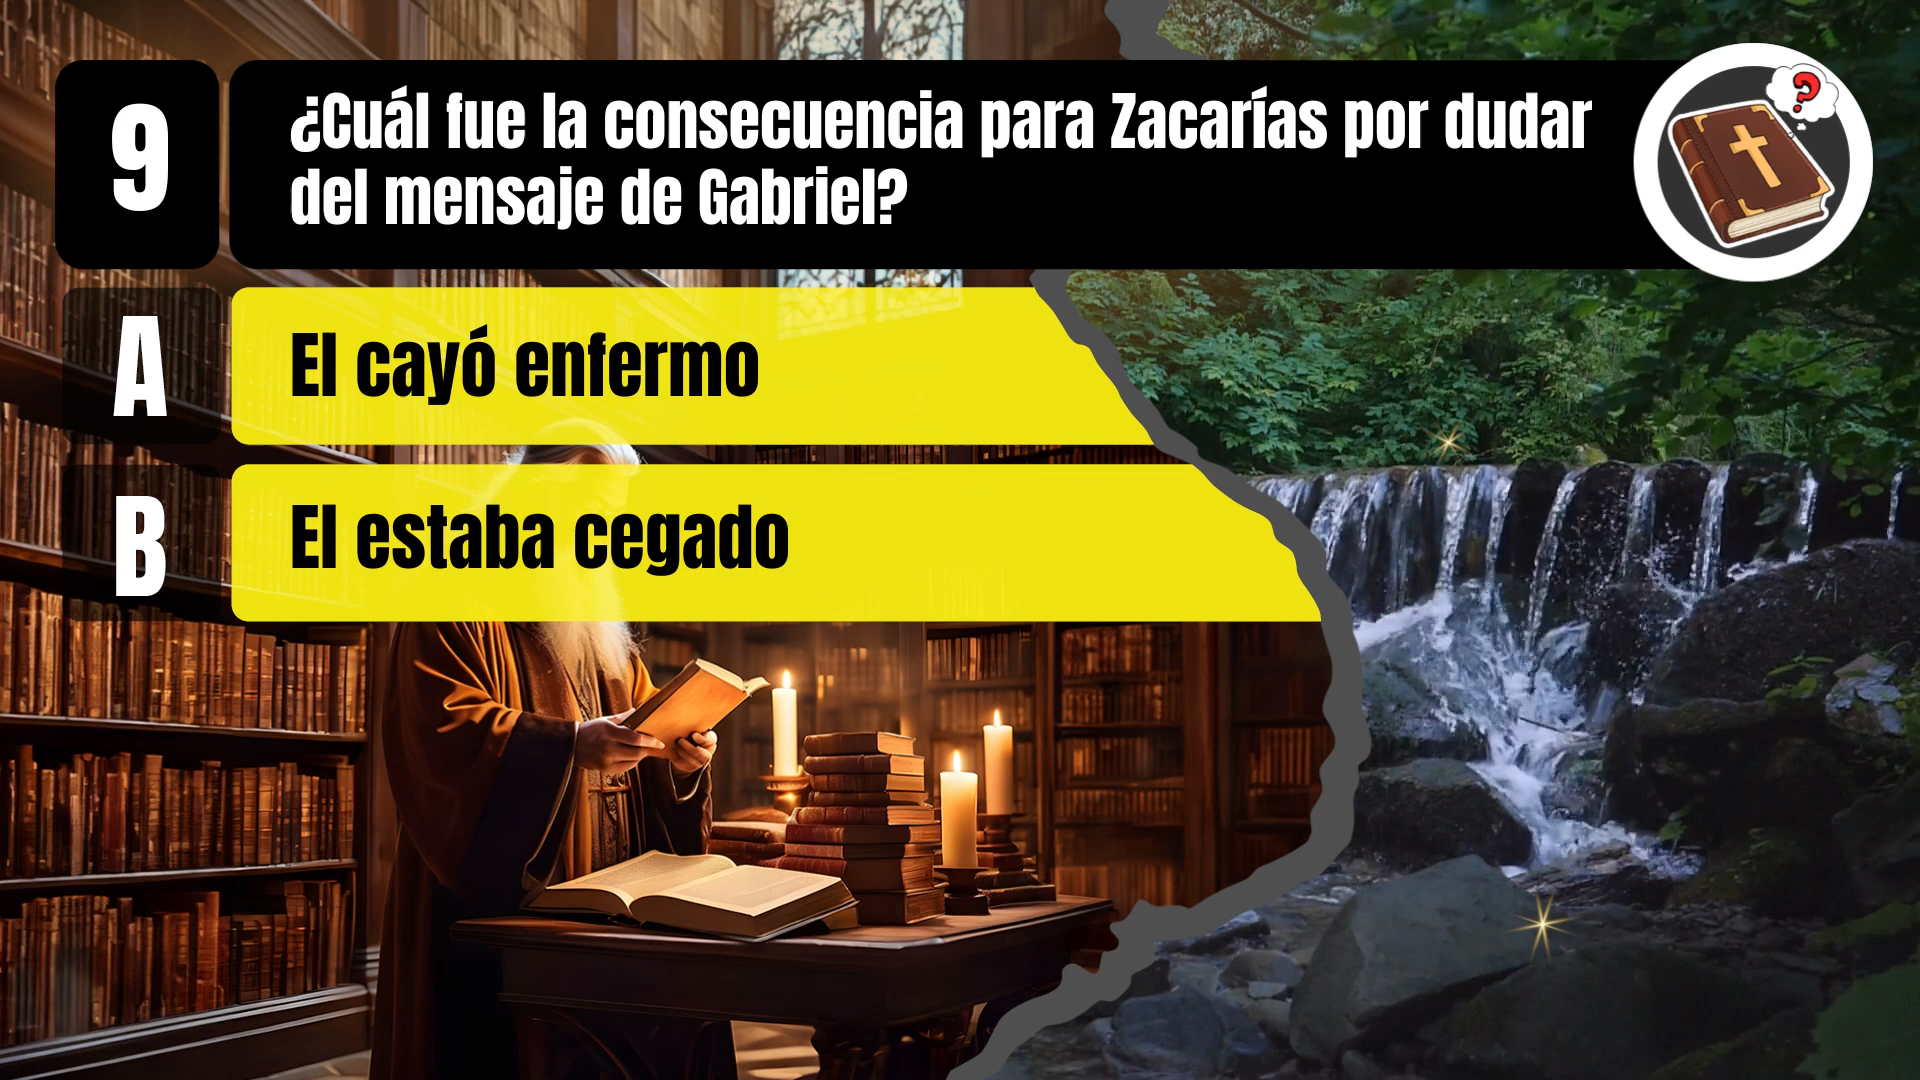 9
¿Cuál fue la consecuencia para Zacarías por dudar
del mensaje de Gabriel?
?
A
El cayó enfermo
B
El estaba cegado